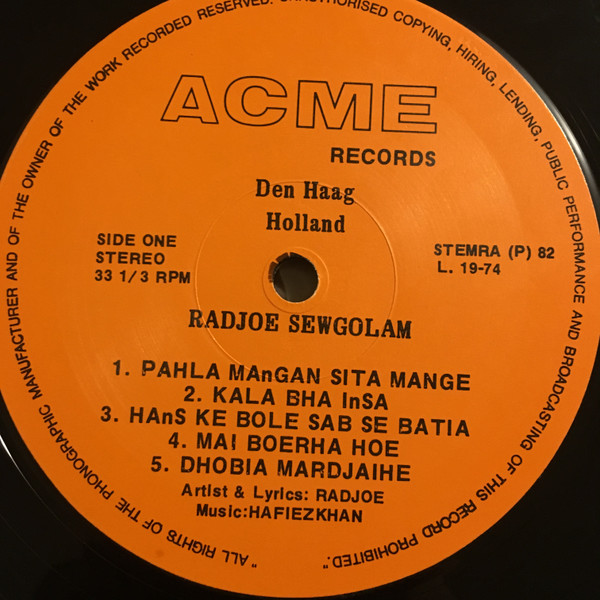 "ALL RIGHTS OF THE PHONOGRAPHIC MANUFACTURER AND OF THE OWNER OF THE WORK RECORDED RESERVED. UNAUTHORISED COPYING, HIRING, LENDING, PUBLIC PERFORMANCE AND BROADCASTING OF THIS RECORD PROHIBITED."
ACME
RECORDS
Den Haag
Holland
SIDE ONE
STEREO
33 1/3 RPM
STEMRA (P) 82
L. 19-74
RADJOE SEWGOLAM
1. PAHLA MAnGAN SITA MANGE
2. KALA BHA InSA
3. HAnS KE BOLE SAB SE BATIA
4. MAI BOERHA HOE
5. DHOBIA MARDJAIHE
Artist & Lyrics: RADJOE
Music:HAFIEZKHAN